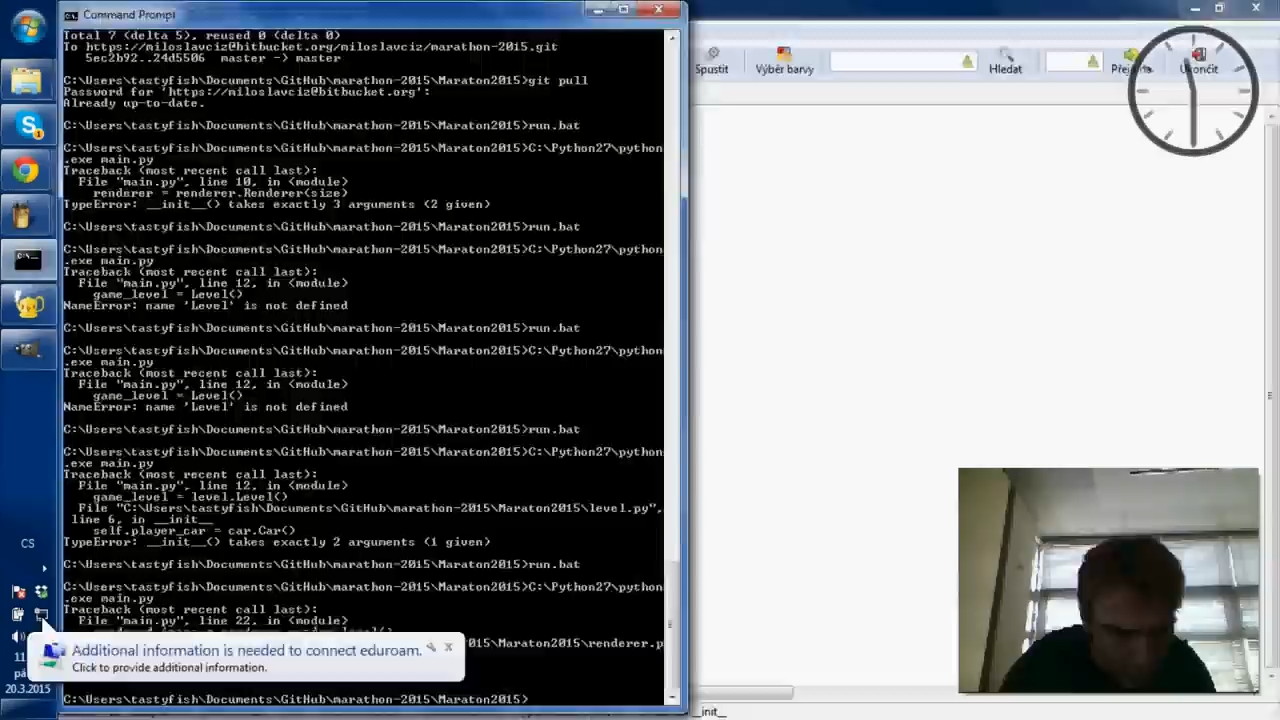 Command Prompt
Total 7 (delta 5), reused 0 (delta 0)
To https://miloslavciz@bitbucket.org/miloslavciz/marathon-2015.git
5ec2b92..24d5506 master -> master
C:\Users\tastyfish\Documents\GitHub\marathon-2015\Maraton2015>git pull
Password for 'https://miloslavciz@bitbucket.org':
Already up-to-date.
C:\Users\tastyfish\Documents\GitHub\marathon-2015\Maraton2015>run.bat
C:\Users\tastyfish\Documents\GitHub\marathon-2015\Maraton2015>C:\Python27\python
.exe main.py
Traceback (most recent call last):
File "main.py", line 10, in <module>
renderer = renderer.Renderer(size)
TypeError: __init__() takes exactly 3 arguments (2 given)
C:\Users\tastyfish\Documents\GitHub\marathon-2015\Maraton2015>run.bat
C:\Users\tastyfish\Documents\GitHub\marathon-2015\Maraton2015>C:\Python27\python
.exe main.py
Traceback (most recent call last):
File "main.py", line 12, in <module>
game_level = Level()
NameError: name 'Level' is not defined
C:\Users\tastyfish\Documents\GitHub\marathon-2015\Maraton2015>run.bat
C:\Users\tastyfish\Documents\GitHub\marathon-2015\Maraton2015>C:\Python27\python
.exe main.py
Traceback (most recent call last):
File "main.py", line 12, in <module>
game_level = Level()
NameError: name 'Level' is not defined
C:\Users\tastyfish\Documents\GitHub\marathon-2015\Maraton2015>run.bat
C:\Users\tastyfish\Documents\GitHub\marathon-2015\Maraton2015>C:\Python27\python
.exe main.py
Traceback (most recent call last):
File "main.py", line 12, in <module>
game_level = level.Level()
File "C:\Users\tastyfish\Documents\GitHub\marathon-2015\Maraton2015\level.py",
line 6, in __init__
self.player_car = car.Car()
TypeError: __init__() takes exactly 2 arguments (1 given)
C:\Users\tastyfish\Documents\GitHub\marathon-2015\Maraton2015>run.bat
C:\Users\tastyfish\Documents\GitHub\marathon-2015\Maraton2015>C:\Python27\python
.exe main.py
Traceback (most recent call last):
File "main.py", line 22, in <module>
015\Maraton2015\renderer.p
C:\Users\tastyfish\Documents\GitHub\marathon-2015\Maraton2015>
Spustit
Výběr barvy
Hledat
Ukončit
CS
11
pá
20.3.2015
Additional information is needed to connect eduroam.
Click to provide additional information.
_init_